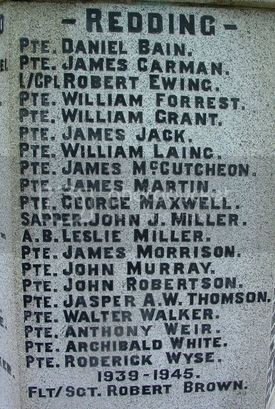 - REDDING -
PTE. DANIEL BAIN.
PTE. JAMES CARMAN.
L/CPL ROBERT EWING.
PTE. WILLIAM FORREST.
PTE. WILLIAM GRANT.
PTE. JAMES JACK.
PTE. WILLIAM LAING.
PTE. JAMES MCCUTCHEON.
PTE. JAMES MARTIN.
PTE. GEORGE MAXWELL.
SAPPER. JOHN J. MILLER.
A.B. LESLIE MILLER.
PTE. JAMES MORRISON.
PTE. JOHN MURRAY.
PTE. JOHN ROBERTSON.
PTE. JASPER A.W. THOMSON.
PTE. WALTER WALKER.
PTE. ANTHONY WEIR.
PTE. ARCHIBALD WHITE.
PTE. RODERICK WYSE.
1939-1945.
FLT/SGT. ROBERT BROWN.